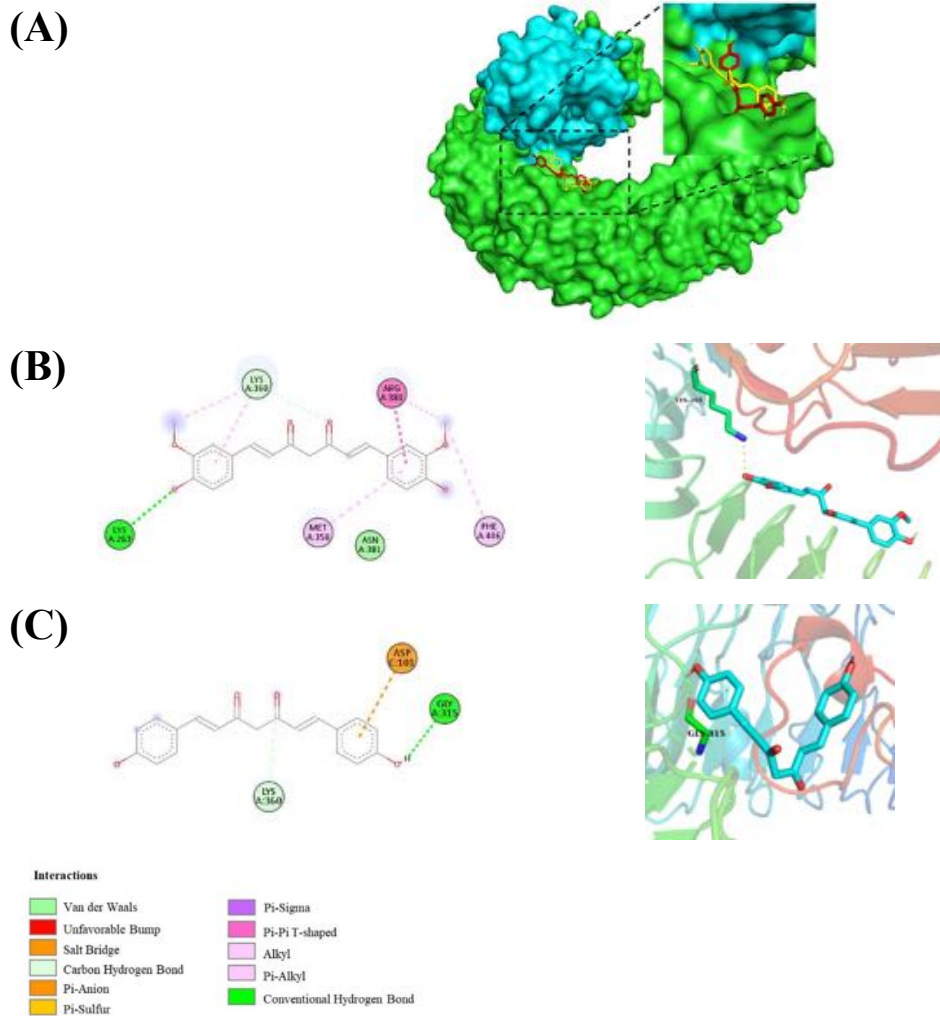 (A)
(B)
LYS
A:360
ARG
A:380
LYS
A:263
MET
A:358
ASN
A:381
PHE
A:406
(C)
ASP
C:101
GLY
A:315
LYS
A:360
GLY-315
Interactions
Van der Waals
Unfavorable Bump
Salt Bridge
Carbon Hydrogen Bond
Pi-Anion
Pi-Sulfur
Pi-Sigma
Pi-Pi T-shaped
Alkyl
Pi-Alkyl
Conventional Hydrogen Bond